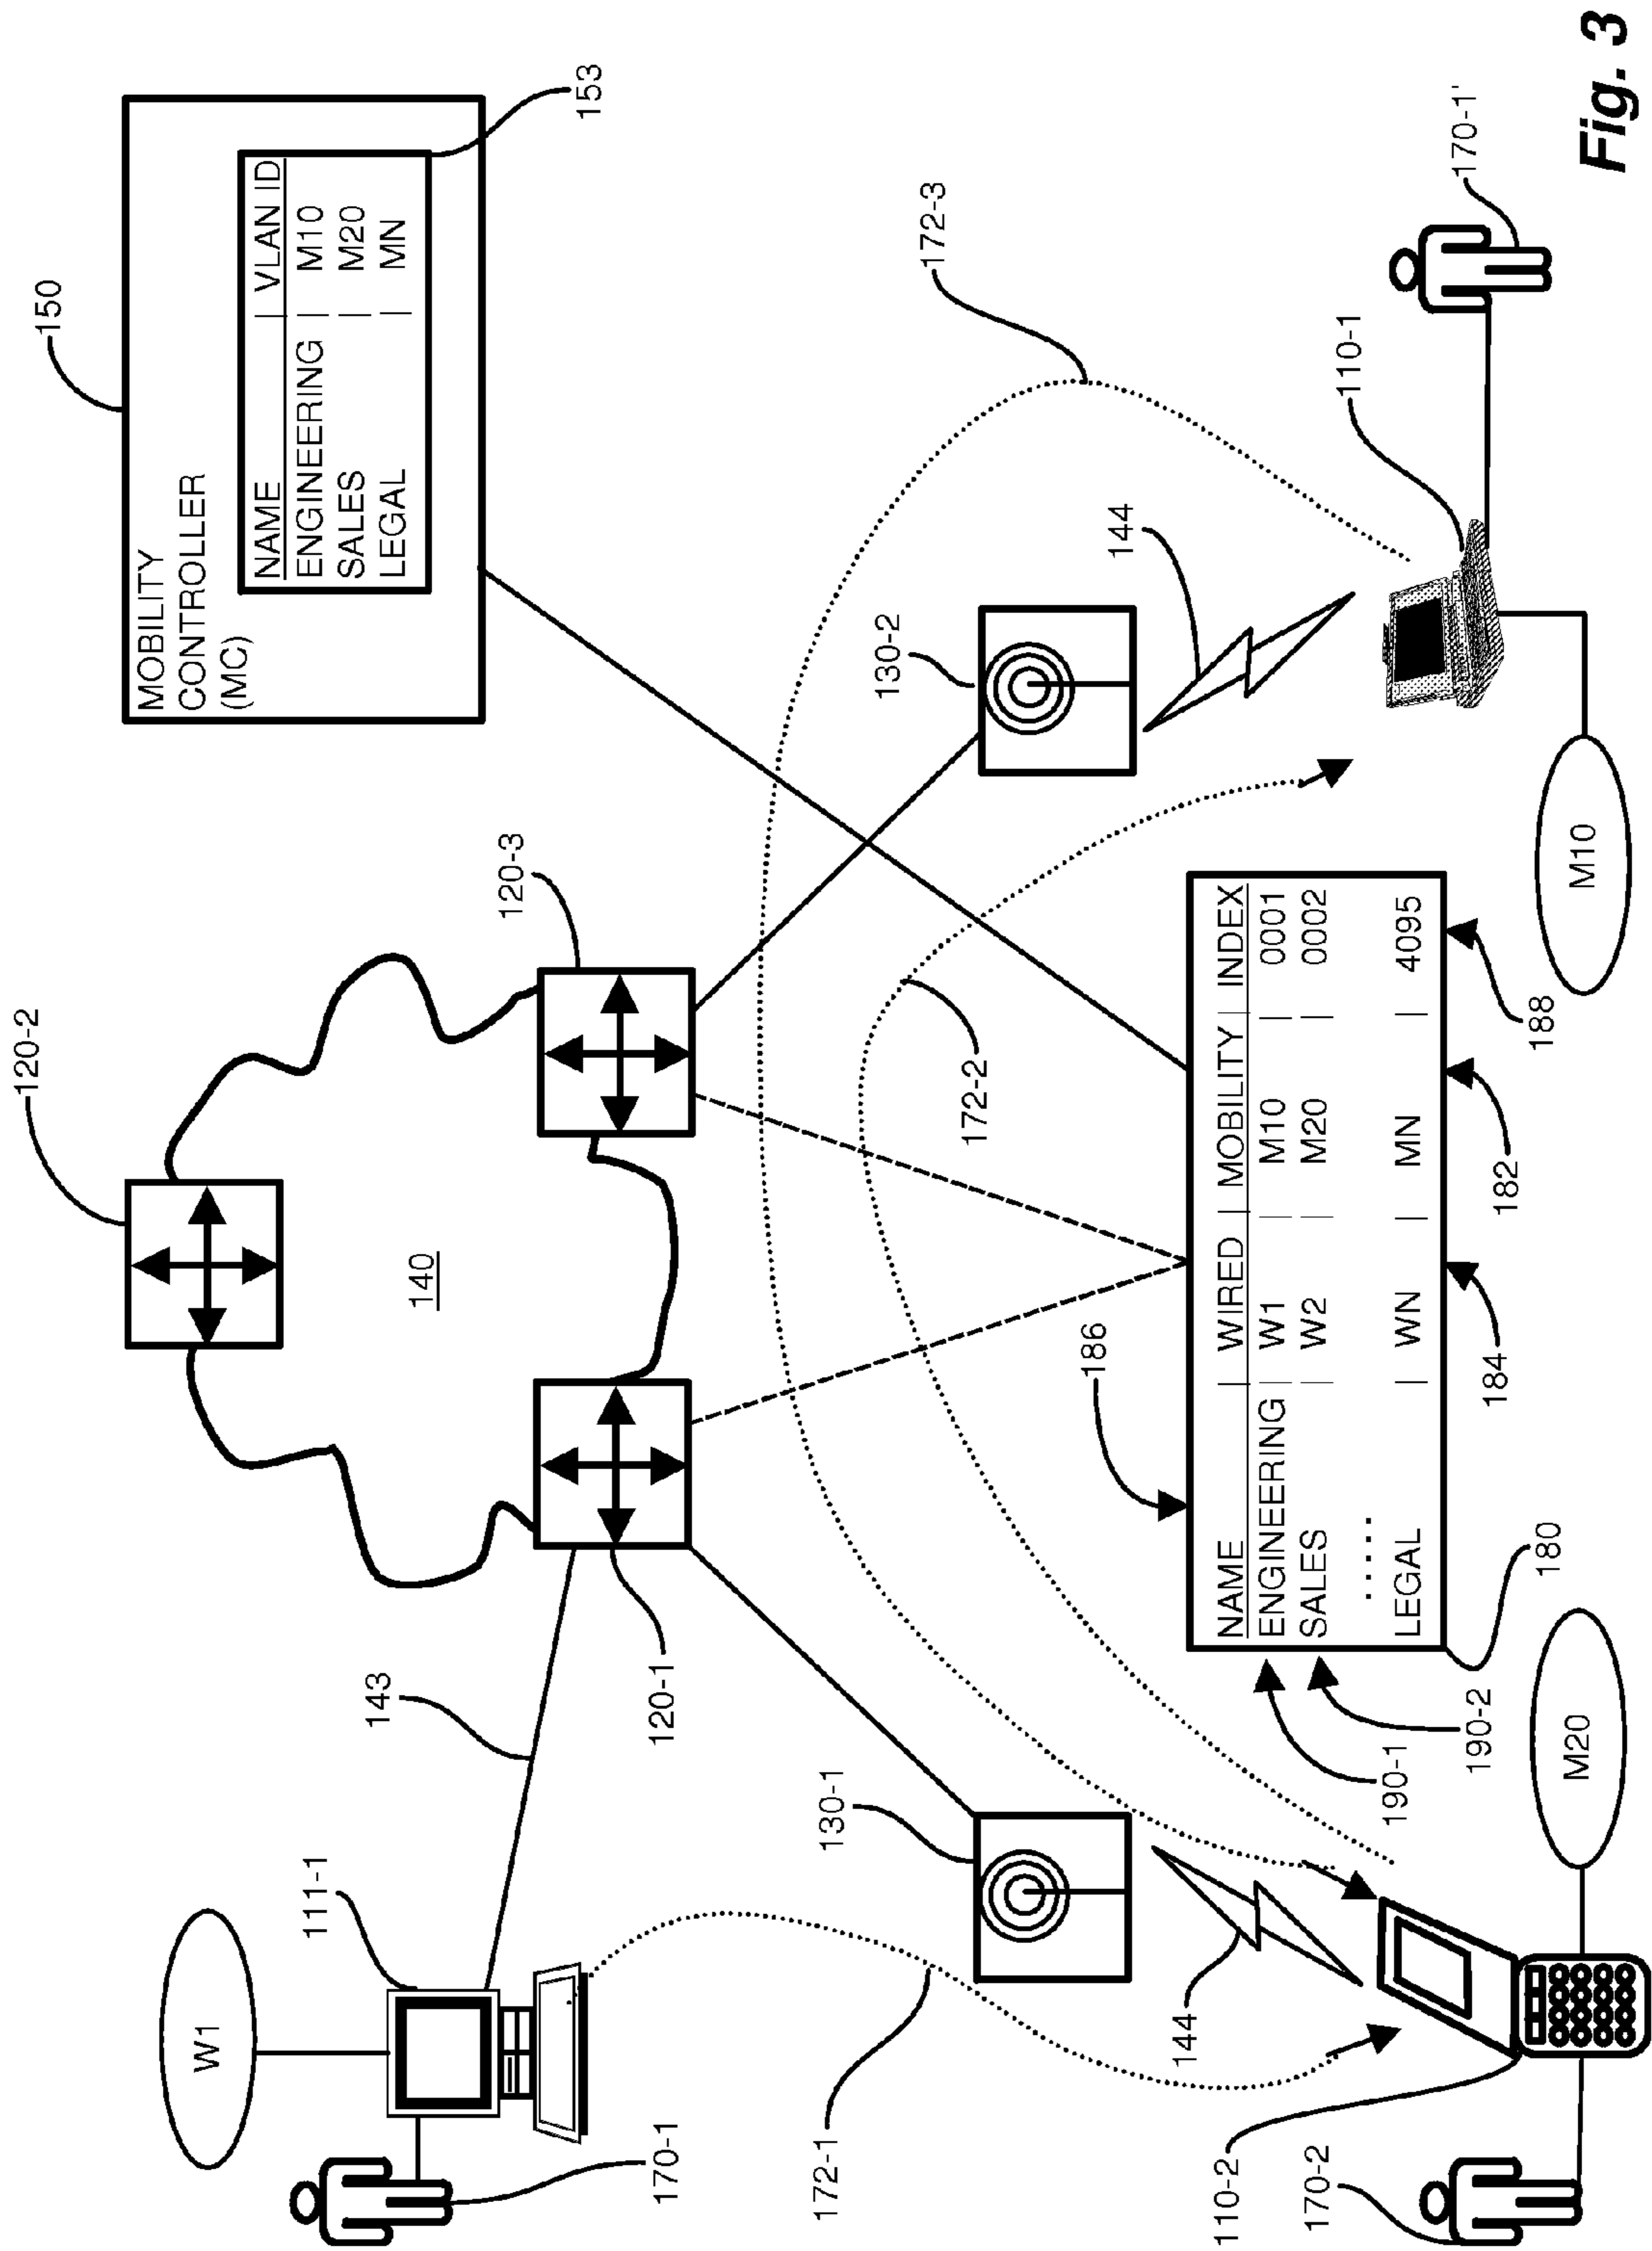 120-2
150
MOBILITY
CONTROLLER
(MC)
NAME | VLAN ID
ENGINEERING | M10
SALES | M20
LEGAL | MN
153
W1
111-1
170-1
143
140
120-1
120-3
130-1
130-2
172-1
172-2
172-3
144
144
186
NAME | WIRED | MOBILITY | INDEX
ENGINEERING | W1 | M10 | 0001
SALES | W2 | M20 | 0002
.....
LEGAL | WN | MN | 4095
190-1
190-2
180
184
182
188
110-2
170-2
M20
110-1
170-1'
M10
Fig. 3